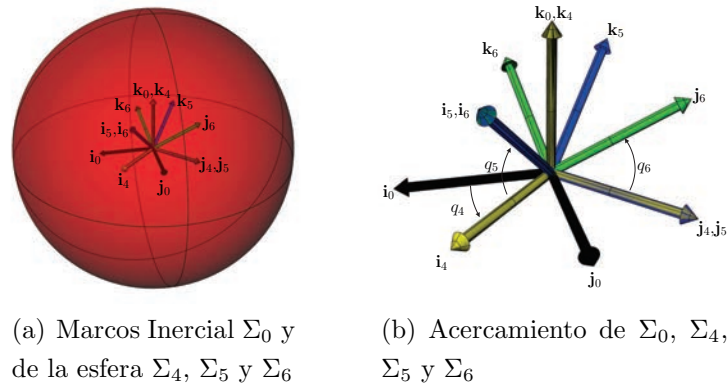 k₀,k₄
k₆
k₅
i₅,i₆
j₆
i₀
j₄,j₅
i₄
j₀
k₀,k₄
k₆
k₅
i₅,i₆
j₆
q₅
q₆
i₀
q₄
j₄,j₅
i₄
j₀
(a) Marcos Inercial Σ₀ y
de la esfera Σ₄, Σ₅ y Σ₆
(b) Acercamiento de Σ₀, Σ₄,
Σ₅ y Σ₆